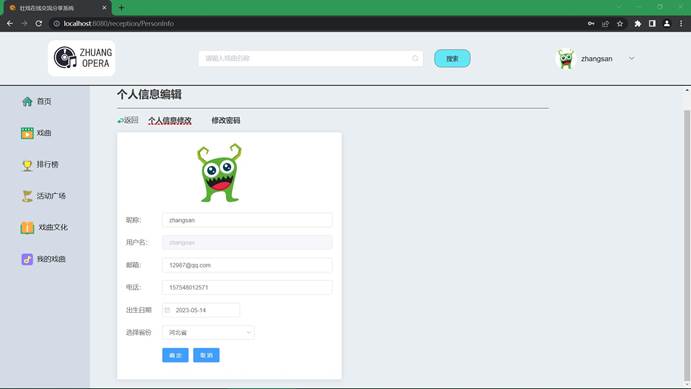 壮戏在线交流分享系统
localhost:8080/reception/PersonInfo
ZHUANG
OPERA
请输入戏曲名称
搜索
zhangsan
首页
戏曲
排行榜
活动广场
戏曲文化
我的戏曲
个人信息编辑
返回 个人信息修改 修改密码
昵称: zhangsan
用户名: zhangsan
邮箱: 12987@qq.com
电话: 157548012571
出生日期 2023-05-14
选择省份 河北省
确 定 取 消